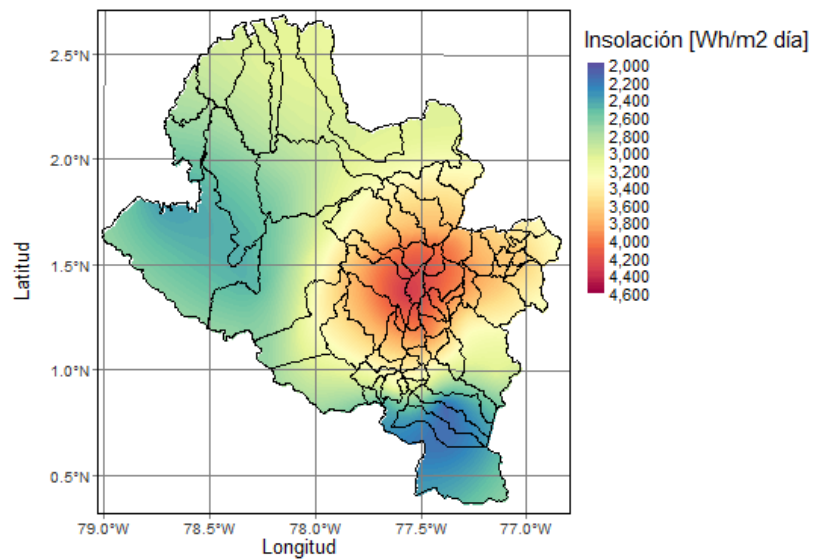 Insolación [Wh/m2 día]
2,000
2,200
2,400
2,600
2,800
3,000
3,200
3,400
3,600
3,800
4,000
4,200
4,400
4,600
Latitud
2.5°N
2.0°N
1.5°N
1.0°N
0.5°N
79.0°W 78.5°W 78.0°W 77.5°W 77.0°W
Longitud